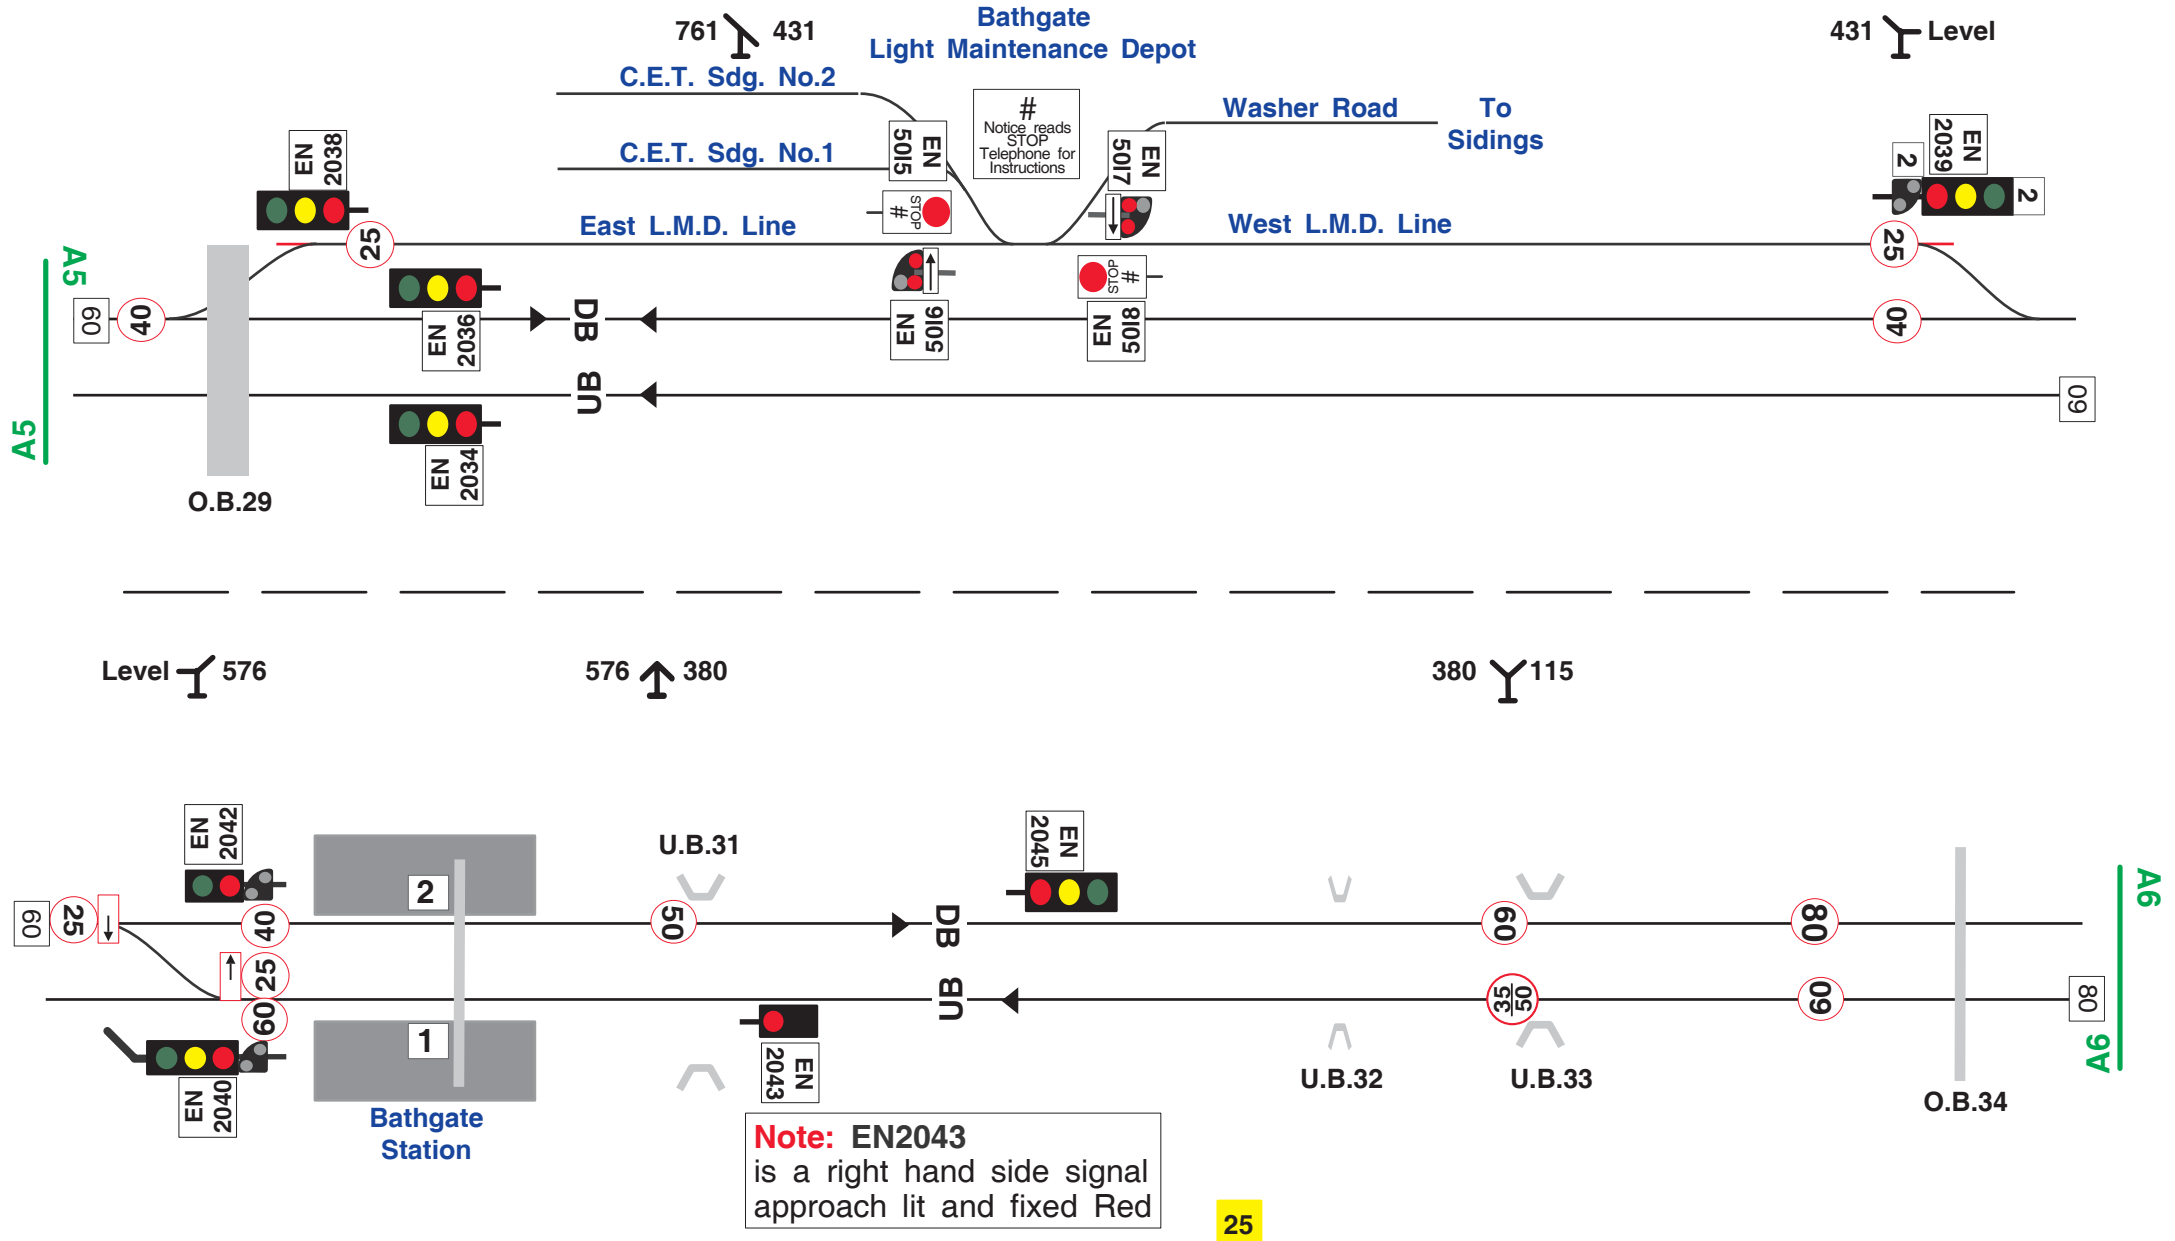 761 431
Bathgate
Light Maintenance Depot
431 Level
C.E.T. Sdg. No.2
#
Notice reads
STOP
Telephone for
Instructions
Washer Road
To
Sidings
C.E.T. Sdg. No.1
EN
2038
EN
5015
EN
5017
EN
2039
2
2
STOP
#
East L.M.D. Line
West L.M.D. Line
25
25
A5
A5
60
40
EN
2036
DB
EN
5016
STOP
#
EN
5018
40
UB
60
EN
2034
O.B.29
Level 576
576 380
380 115
EN
2042
U.B.31
EN
2045
60
25
40
2
50
DB
60
80
A6
25
60
UB
35
50
60
80
A6
1
EN
2040
EN
2043
U.B.32
U.B.33
O.B.34
Bathgate
Station
Note: EN2043
is a right hand side signal
approach lit and fixed Red
25